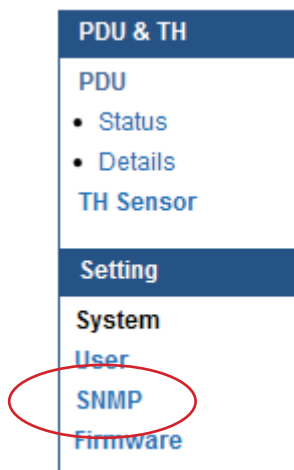 PDU & TH
PDU
• Status
• Details
TH Sensor
Setting
System
User
SNMP
Firmware